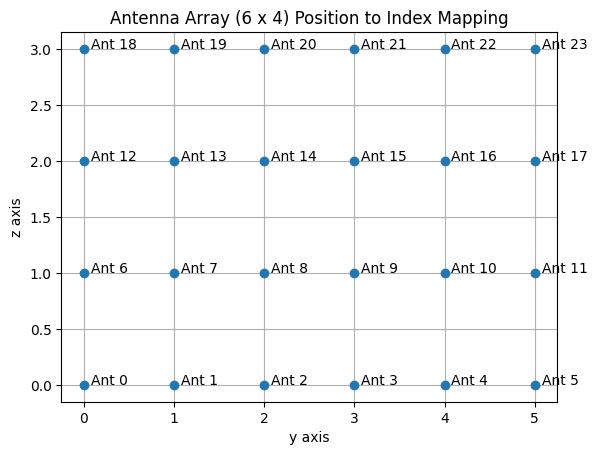 Antenna Array (6 x 4) Position to Index Mapping
3.0
Ant 18 Ant 19 Ant 20 Ant 21 Ant 22 Ant 23
2.5
2.0
Ant 12 Ant 13 Ant 14 Ant 15 Ant 16 Ant 17
z axis
1.5
1.0
Ant 6 Ant 7 Ant 8 Ant 9 Ant 10 Ant 11
0.5
0.0
Ant 0 Ant 1 Ant 2 Ant 3 Ant 4 Ant 5
0 1 2 3 4 5
y axis